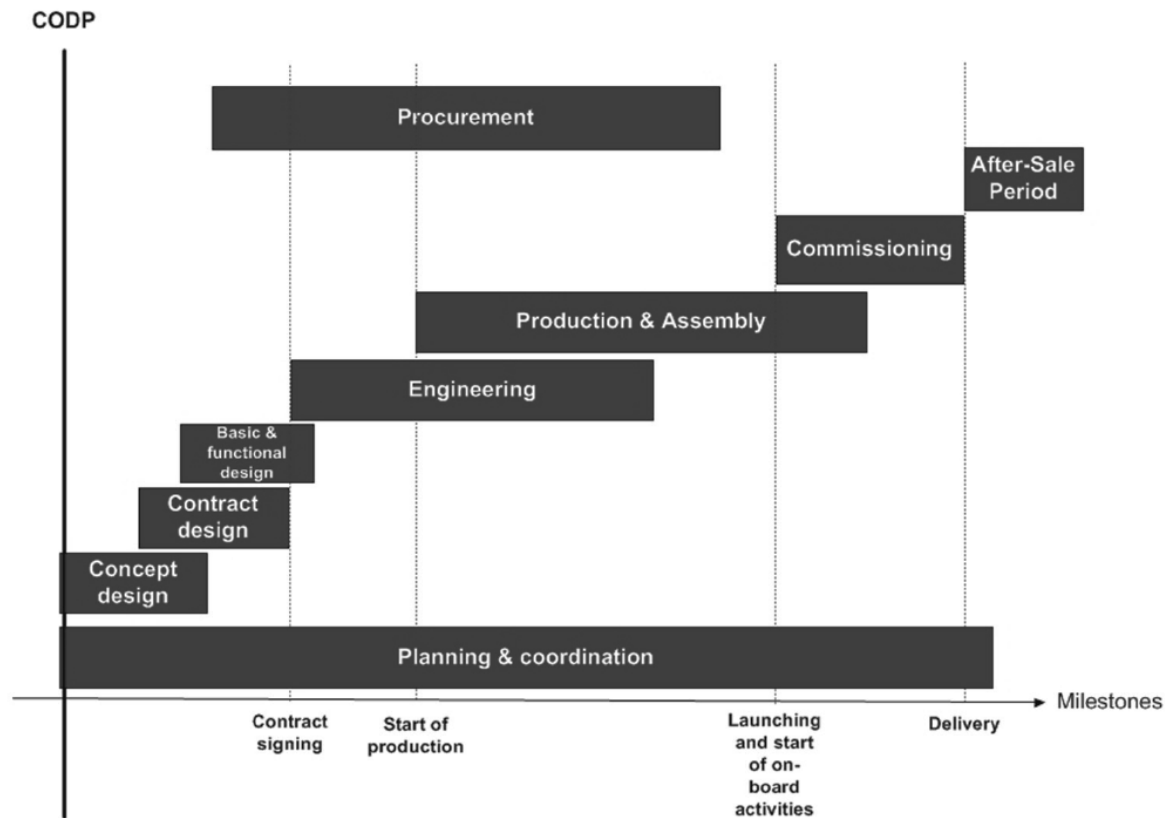 CODP
Procurement
After-Sale
Period
Commissioning
Production & Assembly
Engineering
Basic &
functional
design
Contract
design
Concept
design
Planning & coordination
Milestones
Contract
signing
Start of
production
Launching
and start
of on-
board
activities
Delivery